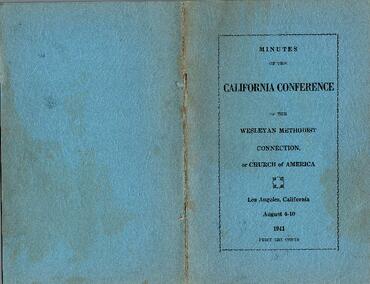 MINUTES
OF THE
CALIFORNIA CONFERENCE
OF THE
WESLEYAN METHODIST
CONNECTION,
or CHURCH of AMERICA
Los Angeles, California
August 4-10
1941